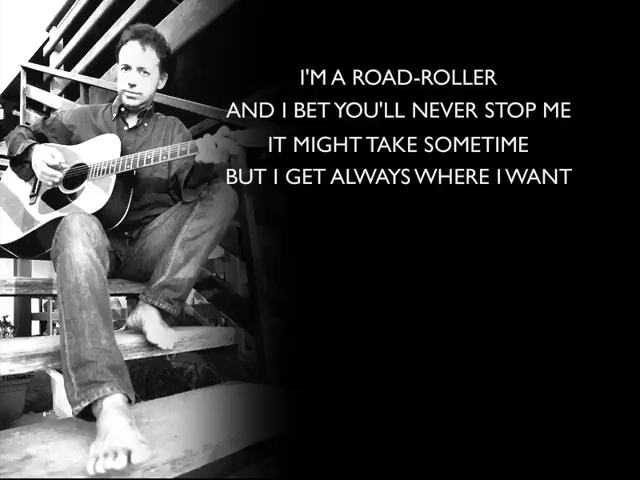 I'M A ROAD-ROLLER
AND I BET YOU'LL NEVER STOP ME
IT MIGHT TAKE SOMETIME
BUT I GET ALWAYS WHERE I WANT